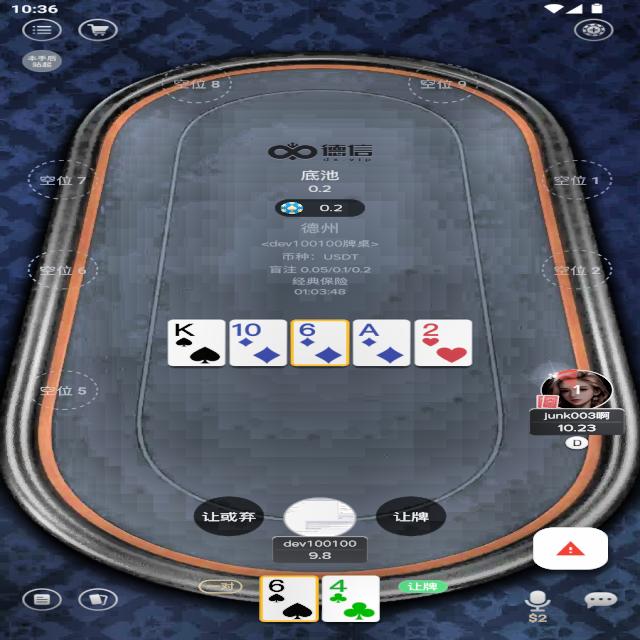 10:36
本手后
站起
空位 8
空位 9
德信
dx.vip
底池
0.2
0.2
空位 7
空位 1
德州
<dev100100牌桌>
币种: USDT
空位 6
空位 2
盲注 0.05/0.1/0.2
经典保险
01:03:48
K
10
6
A
2
空位 5
1
junk003啊
10.23
D
让或弃
让牌
dev100100
9.8
一对
6
4
让牌
$2